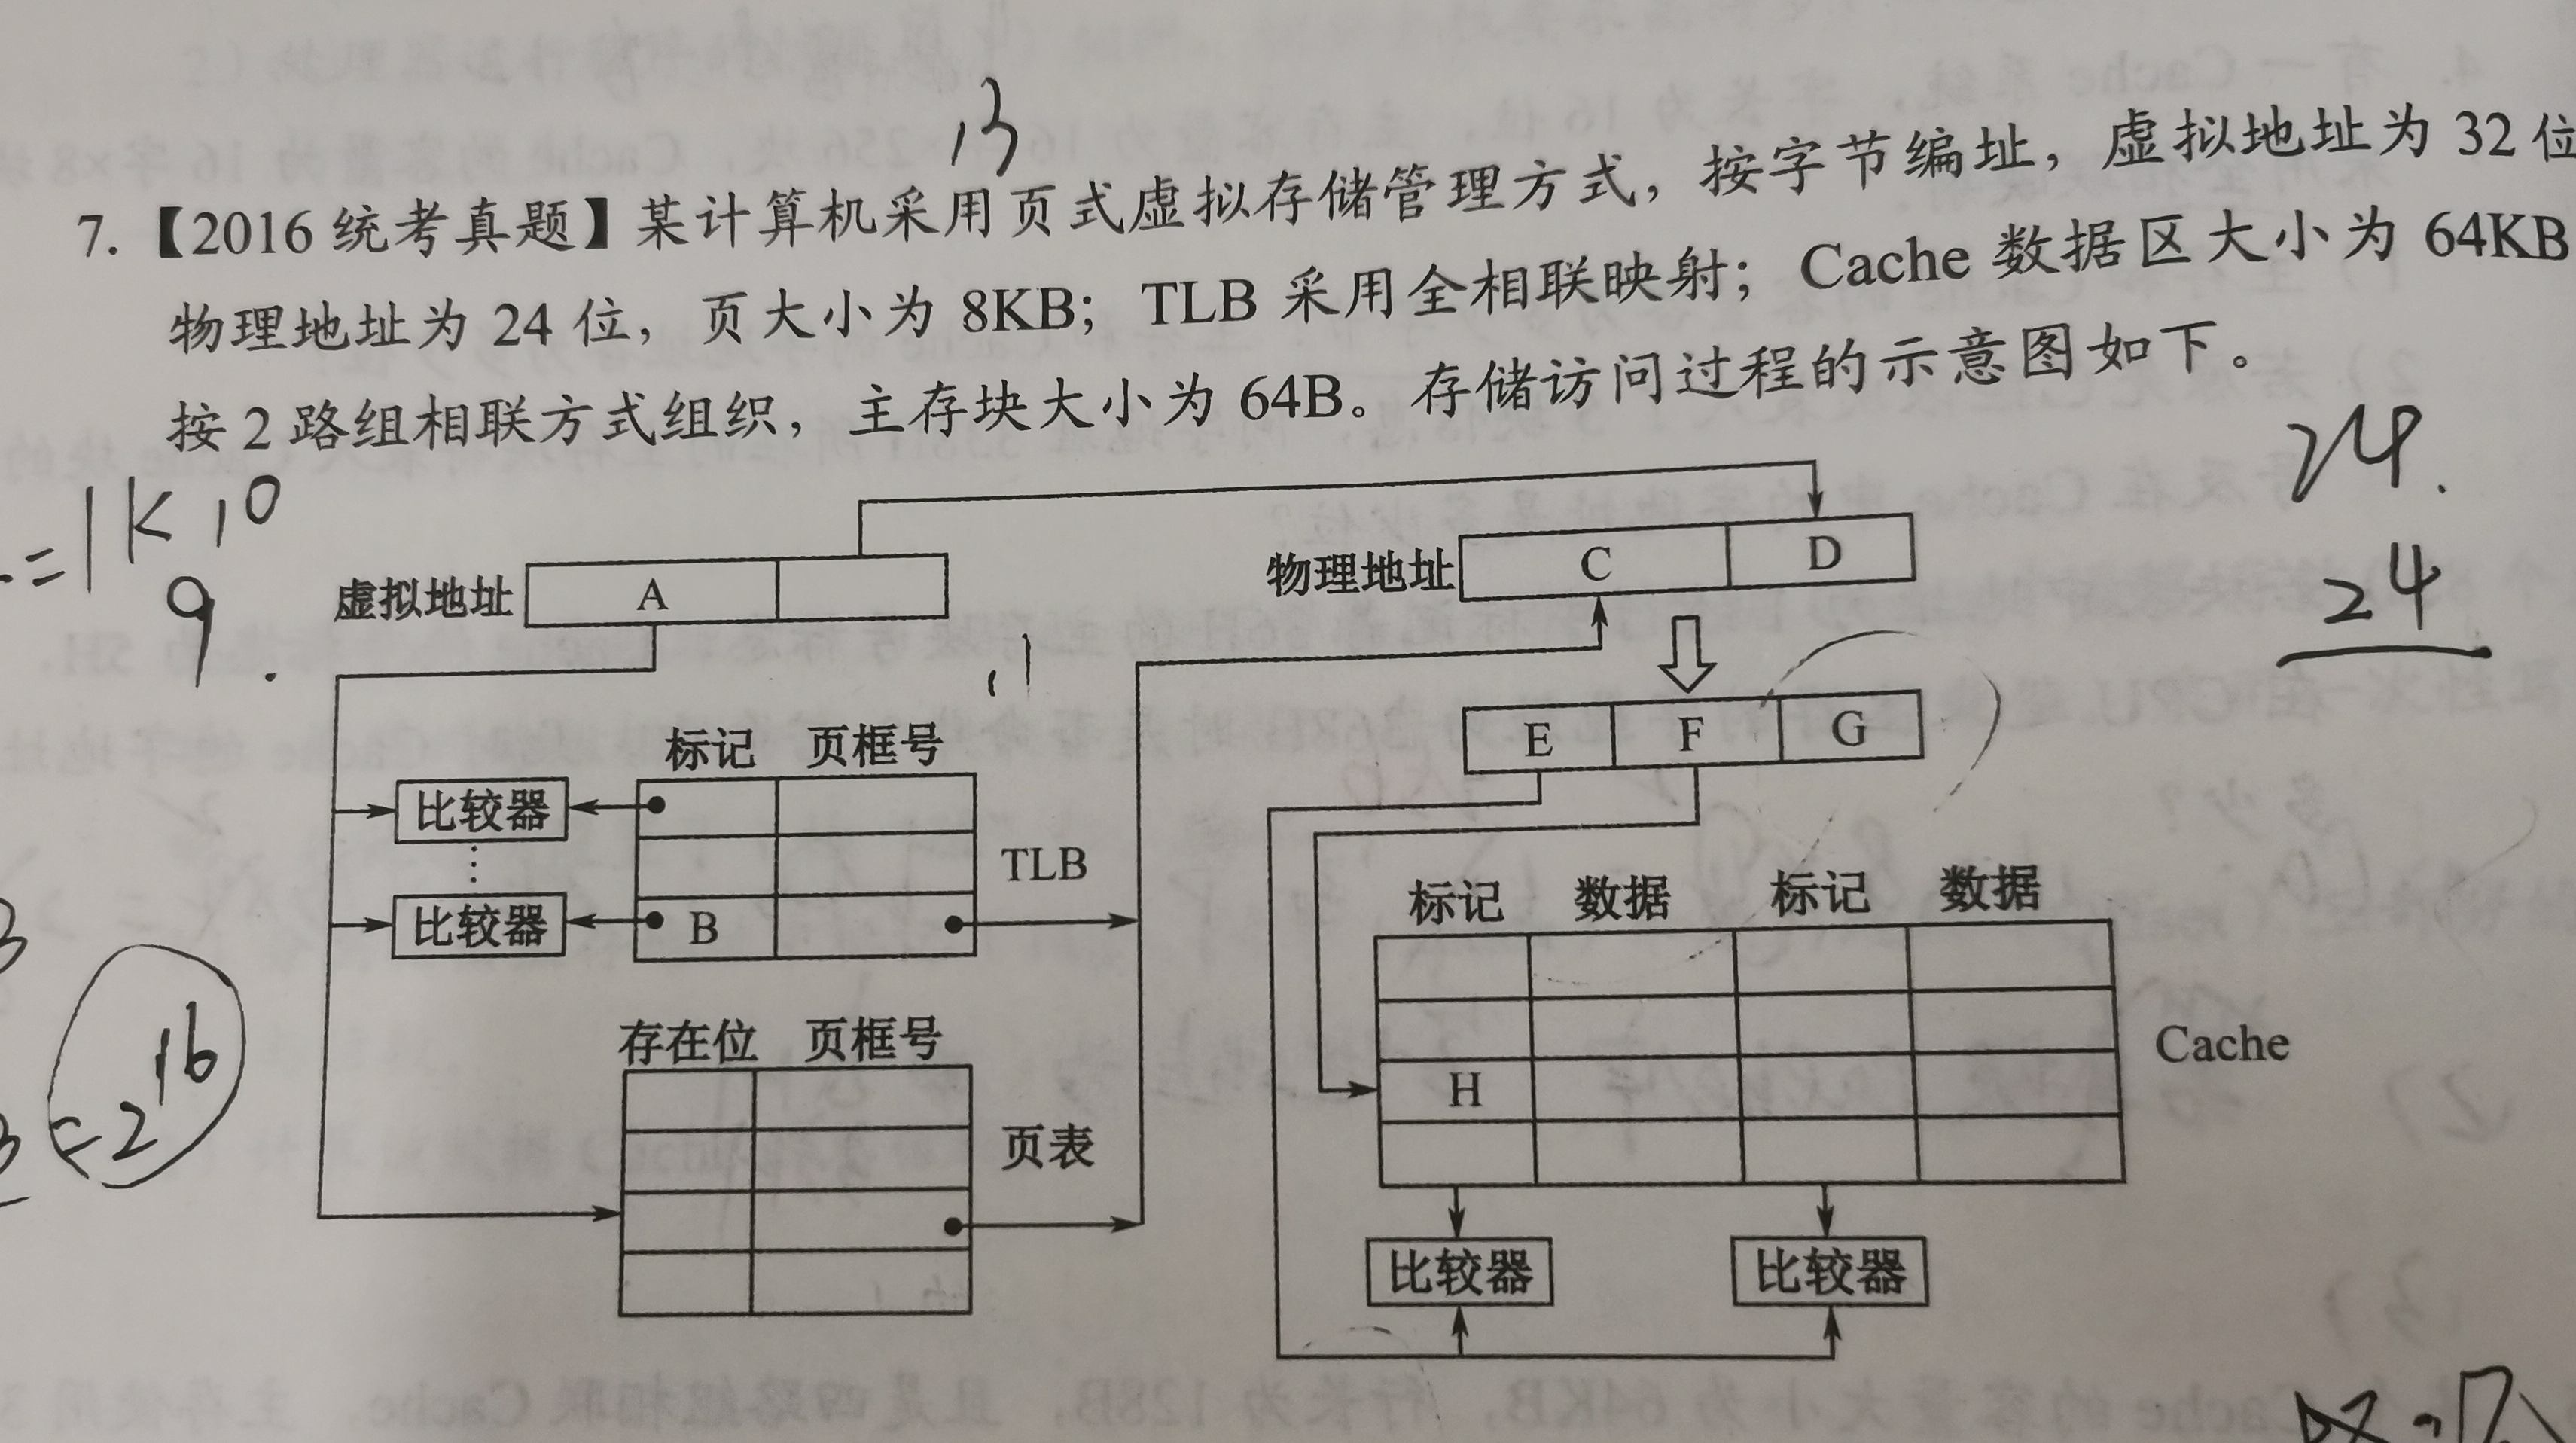 13
7.【2016 统考真题】某计算机采用页式虚拟存储管理方式，按字节编址，虚拟地址为 32 位
物理地址为 24 位，页大小为 8KB；TLB 采用全相联映射；Cache 数据区大小为 64KB
按 2 路组相联方式组织，主存块大小为 64B。存储访问过程的示意图如下。
=1K 10
9.
24.
24
虚拟地址 A
物理地址 C D
11
E F G
标记 页框号
比较器
TLB
比较器 B
标记 数据 标记 数据
H
Cache
=2^16
存在位 页框号
页表
比较器 比较器